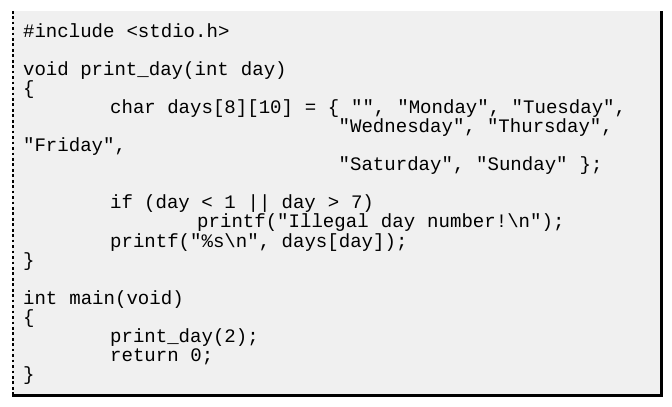 #include <stdio.h>
void print_day(int day)
{
char days[8][10] = { "", "Monday", "Tuesday",
"Wednesday", "Thursday",
"Friday",
"Saturday", "Sunday" };
if (day < 1 || day > 7)
printf("Illegal day number!\n");
printf("%s\n", days[day]);
}
int main(void)
{
print_day(2);
return 0;
}